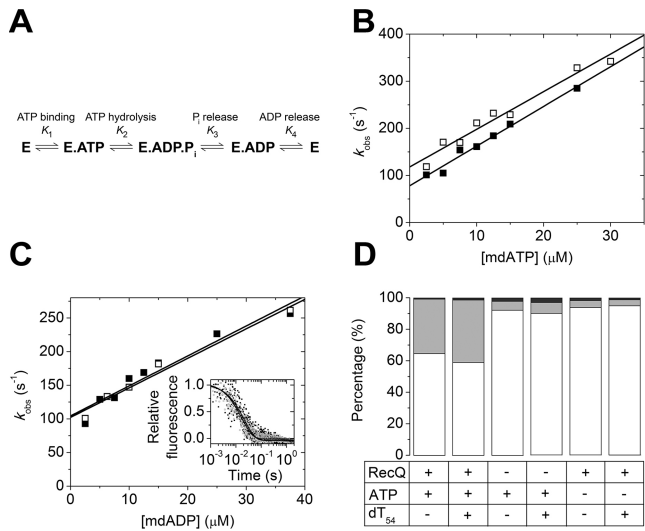 A
ATP binding ATP hydrolysis Pi release ADP release
K1 K2 K3 K4
E ⇌ E.ATP ⇌ E.ADP.Pi ⇌ E.ADP ⇌ E
B
400
300
200
100
0
kobs (s-1)
0 10 20 30
[mdATP] (μM)
C
250
200
150
100
50
0
kobs (s-1)
0 10 20 30 40
[mdADP] (μM)
1.0
0.5
0.0
Relative
fluorescence
10-3 10-2 10-1 100
Time (s)
D
100
80
60
40
20
0
Percentage (%)
RecQ + + - - + +
ATP + + + + - -
dT54 - + - + - +